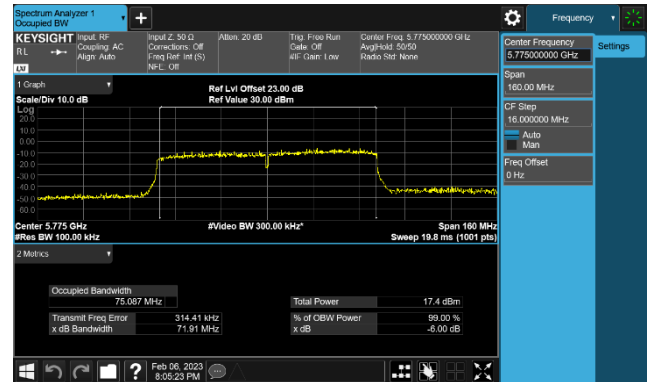 Spectrum Analyzer 1
Occupied BW
+
Frequency
KEYSIGHT
RL
LXI
Input: RF
Coupling: AC
Align: Auto
Input Z: 50 Ω
Corrections: Off
Freq Ref: Int (S)
NFE: Off
Atten: 20 dB
Trig: Free Run
Gate: Off
#IF Gain: Low
Center Freq: 5.775000000 GHz
Avg|Hold: 50/50
Radio Std: None
Center Frequency
5.775000000 GHz
Settings
Span
160.00 MHz
CF Step
16.000000 MHz
Auto
Man
Freq Offset
0 Hz
1 Graph
Scale/Div 10.0 dB
Ref Lvl Offset 23.00 dB
Ref Value 30.00 dBm
Log
20.0
10.0
0.00
-10.0
-20.0
-30.0
-40.0
-50.0
-60.0
Center 5.775 GHz
#Res BW 100.00 kHz
#Video BW 300.00 kHz*
Span 160 MHz
Sweep 19.8 ms (1001 pts)
2 Metrics
Occupied Bandwidth
75.087 MHz
Total Power 17.4 dBm
Transmit Freq Error 314.41 kHz
% of OBW Power 99.00 %
x dB Bandwidth 71.91 MHz
x dB -6.00 dB
?
Feb 06, 2023
8:05:23 PM